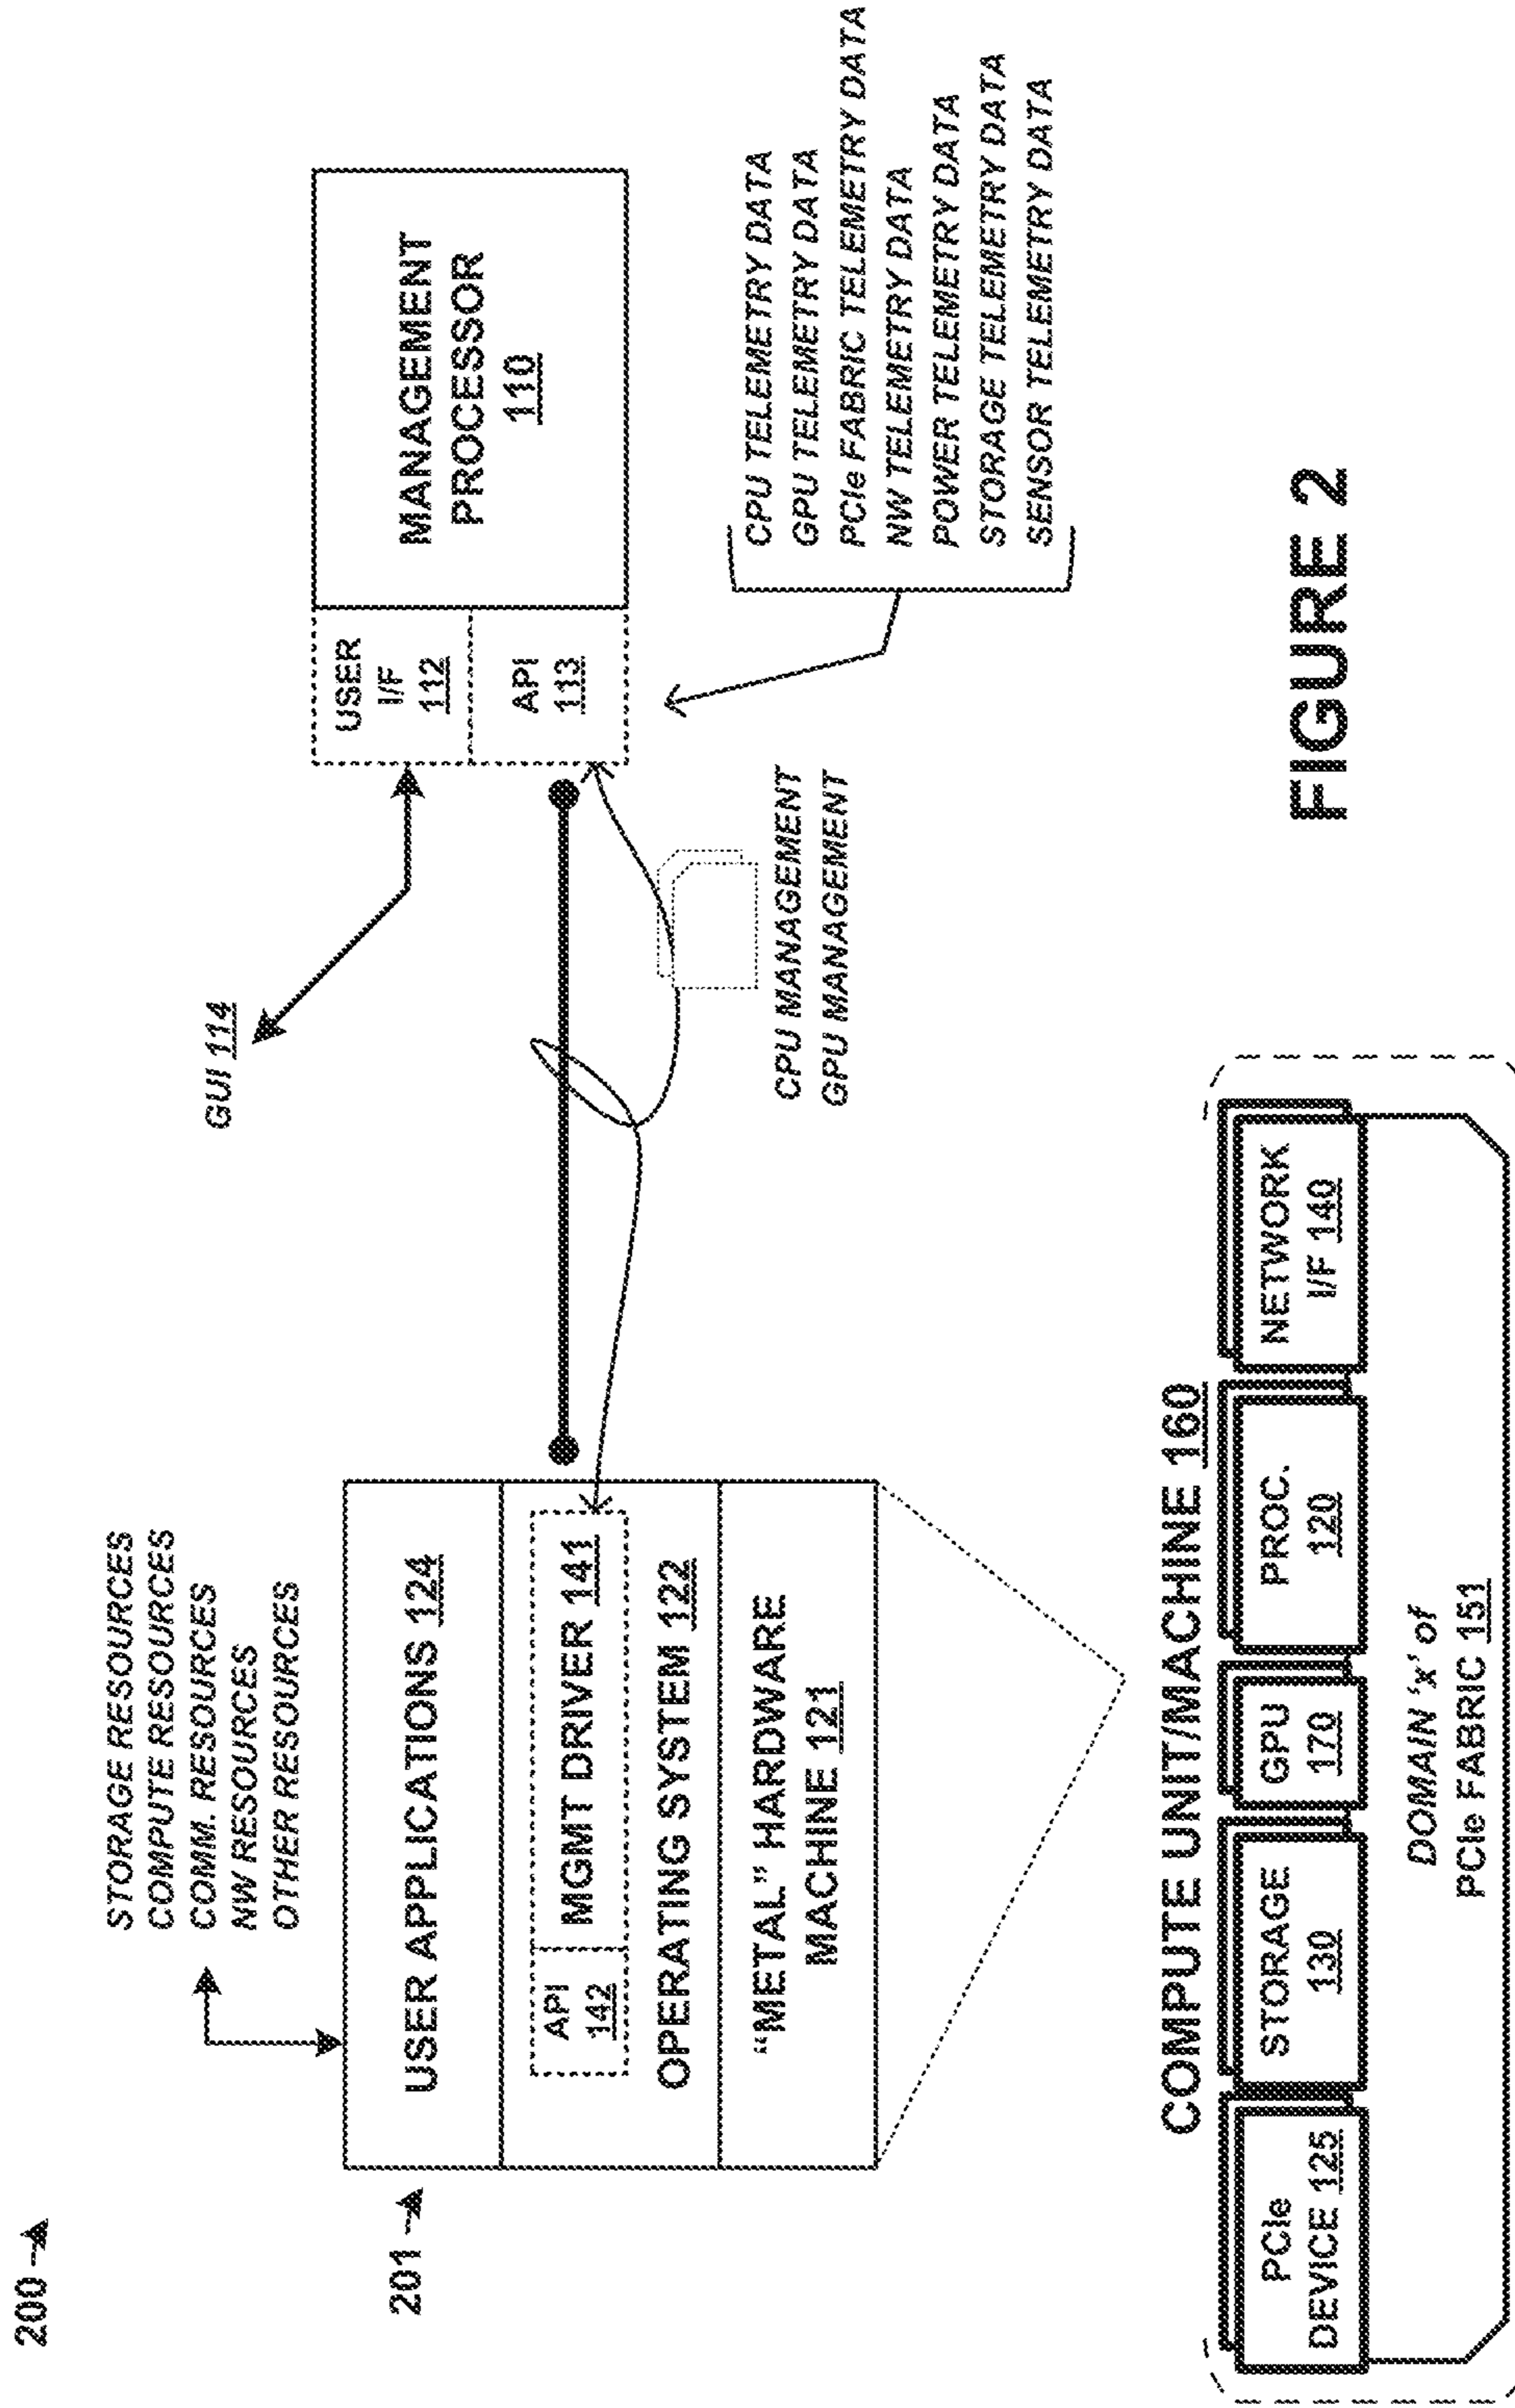 200
STORAGE RESOURCES
COMPUTE RESOURCES
COMM. RESOURCES
NW RESOURCES
OTHER RESOURCES
GUI 114
201
USER APPLICATIONS 124
API
142
MGMT DRIVER 141
OPERATING SYSTEM 122
“METAL” HARDWARE
MACHINE 121
USER
I/F
112
API
113
MANAGEMENT
PROCESSOR
110
CPU MANAGEMENT
GPU MANAGEMENT
CPU TELEMETRY DATA
GPU TELEMETRY DATA
PCIe FABRIC TELEMETRY DATA
NW TELEMETRY DATA
POWER TELEMETRY DATA
STORAGE TELEMETRY DATA
SENSOR TELEMETRY DATA
COMPUTE UNIT/MACHINE 160
PCIe
DEVICE 125
STORAGE
130
GPU
170
PROC.
120
NETWORK
I/F 140
DOMAIN ‘x’ of
PCIe FABRIC 151
FIGURE 2